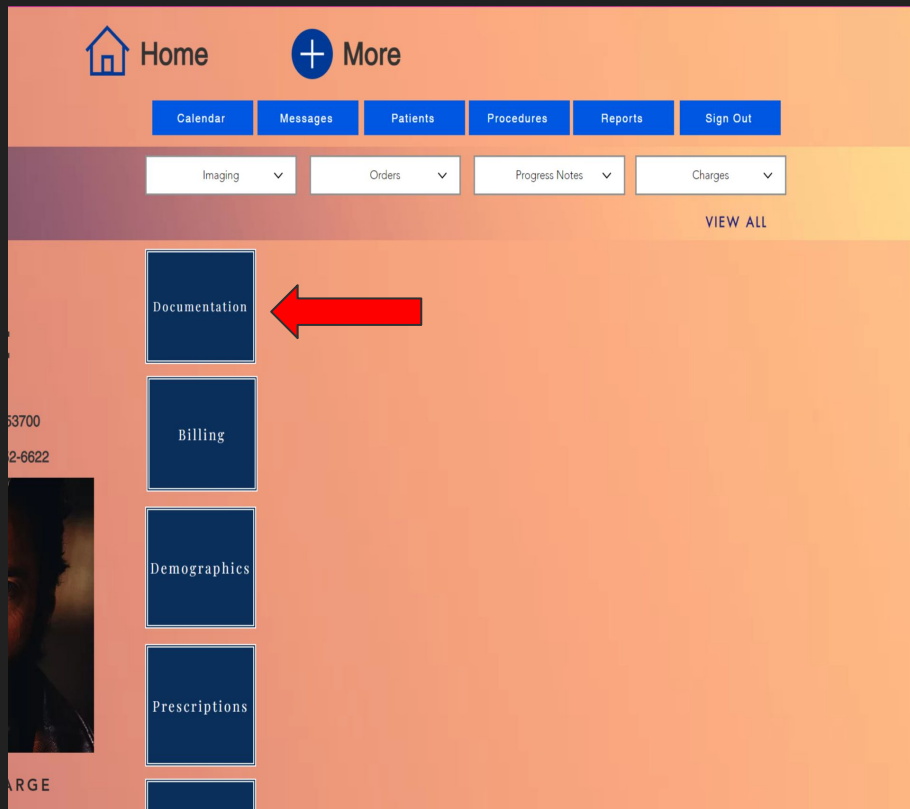 Home
More
Calendar
Messages
Patients
Procedures
Reports
Sign Out
Imaging
Orders
Progress Notes
Charges
VIEW ALL
Documentation
53700
Billing
2-6622
Demographics
Prescriptions
ARGE